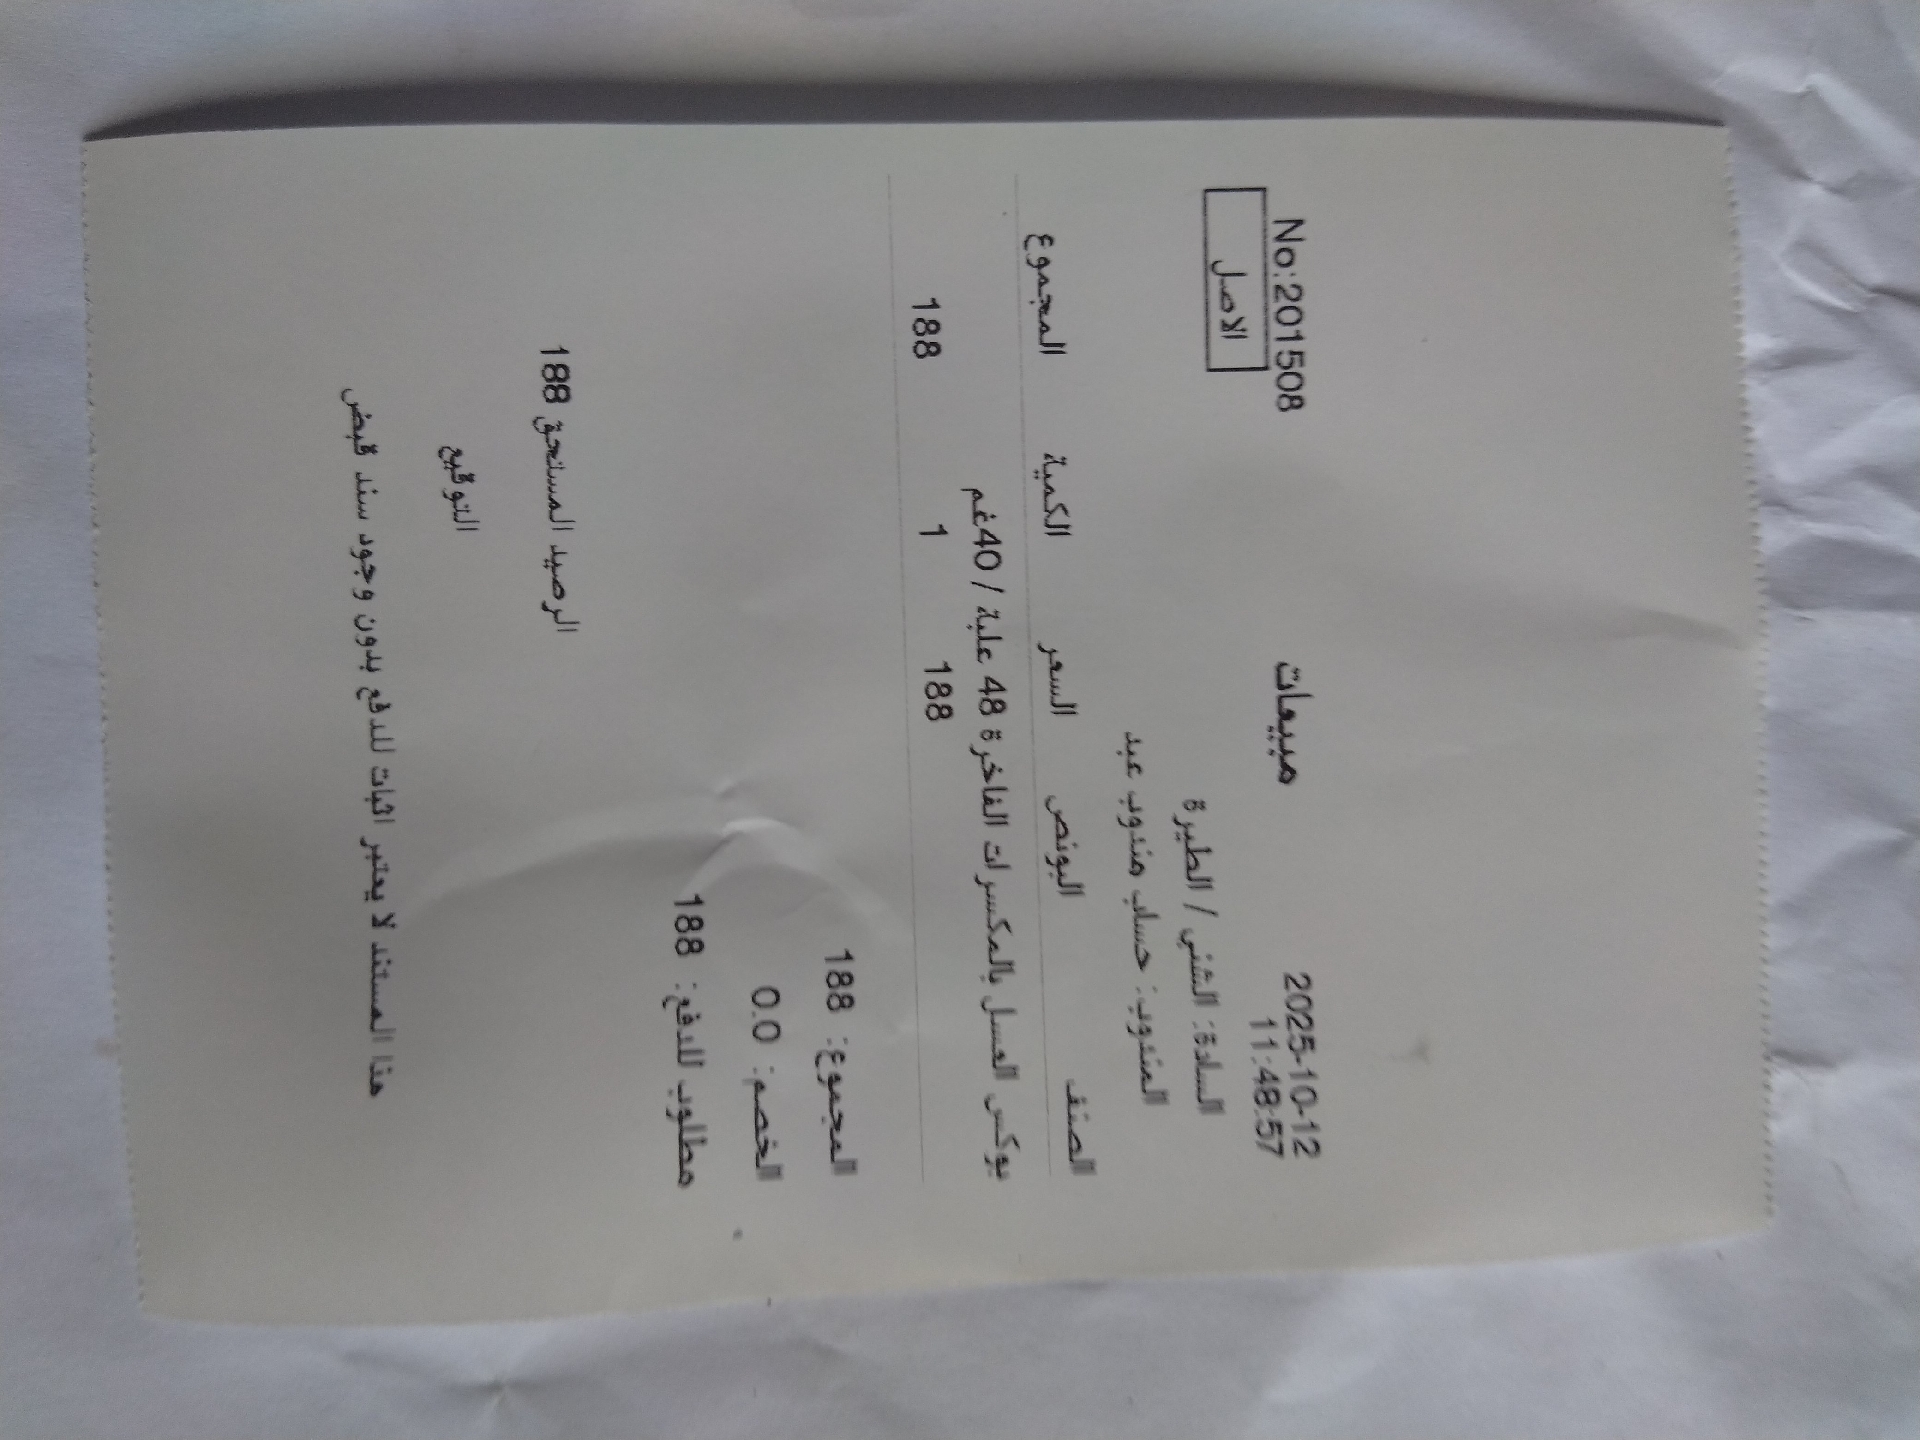 2025-10-12 مبيعات No:201508
11:48:57 الاصل
السادة: الشني / الطيرة
المندوب: حساب مندوب عبد
الصنف البونص السعر الكمية المجموع
بوكس العسل بالمكسرات الفاخرة 48 علبة / 40غم
188 1 188
المجموع: 188
الخصم: 0.0
مطلوب للدفع: 188
الرصيد المستحق 188
التوقيع
هذا المستند لا يعتبر اثبات للدفع بدون وجود سند قبض